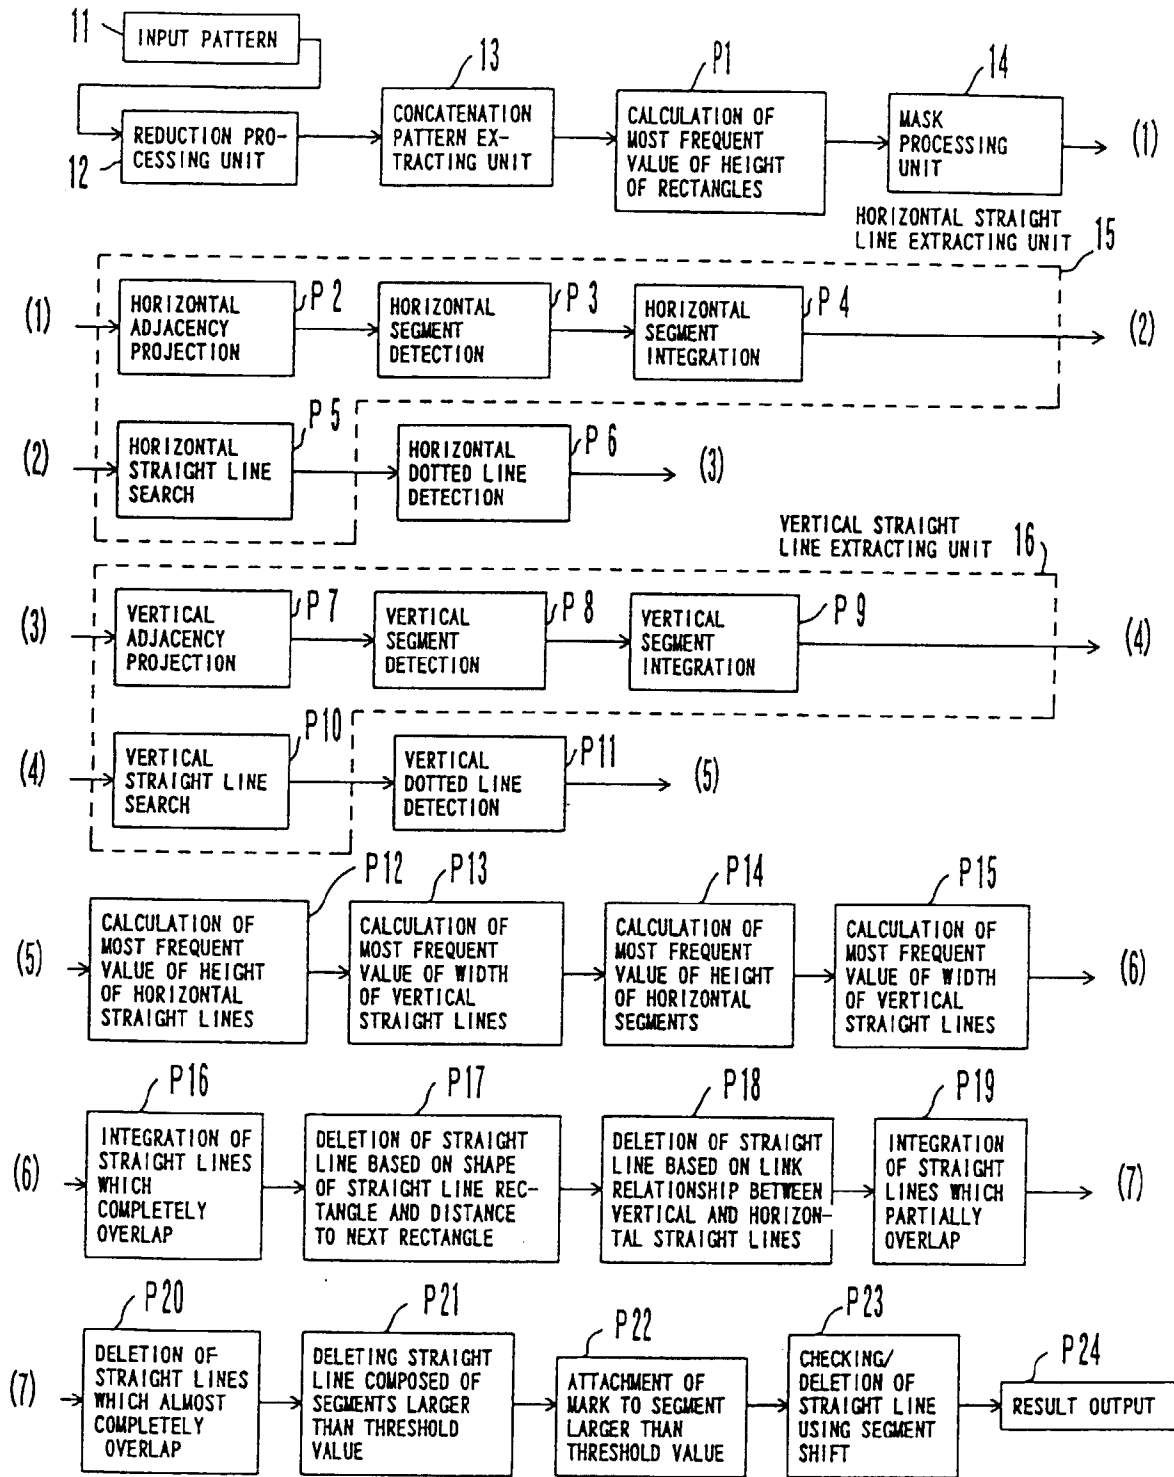 11
INPUT PATTERN
12
REDUCTION PRO-
CESSING UNIT
13
CONCATENATION
PATTERN EX-
TRACTING UNIT
P1
CALCULATION OF
MOST FREQUENT
VALUE OF HEIGHT
OF RECTANGLES
14
MASK
PROCESSING
UNIT
(1)
HORIZONTAL STRAIGHT
LINE EXTRACTING UNIT
15
(1)
HORIZONTAL
ADJACENCY
PROJECTION
P2
HORIZONTAL
SEGMENT
DETECTION
P3
HORIZONTAL
SEGMENT
INTEGRATION
P4
(2)
(2)
HORIZONTAL
STRAIGHT LINE
SEARCH
P5
HORIZONTAL
DOTTED LINE
DETECTION
P6
(3)
VERTICAL STRAIGHT
LINE EXTRACTING UNIT
16
(3)
VERTICAL
ADJACENCY
PROJECTION
P7
VERTICAL
SEGMENT
DETECTION
P8
VERTICAL
SEGMENT
INTEGRATION
P9
(4)
(4)
VERTICAL
STRAIGHT LINE
SEARCH
P10
VERTICAL
DOTTED LINE
DETECTION
P11
(5)
(5)
P12
CALCULATION OF
MOST FREQUENT
VALUE OF HEIGHT
OF HORIZONTAL
STRAIGHT LINES
P13
CALCULATION OF
MOST FREQUENT
VALUE OF WIDTH
OF VERTICAL
STRAIGHT LINES
P14
CALCULATION OF
MOST FREQUENT
VALUE OF HEIGHT
OF HORIZONTAL
SEGMENTS
P15
CALCULATION OF
MOST FREQUENT
VALUE OF WIDTH
OF VERTICAL
STRAIGHT LINES
(6)
(6)
P16
INTEGRATION OF
STRAIGHT LINES
WHICH
COMPLETELY
OVERLAP
P17
DELETION OF STRAIGHT
LINE BASED ON SHAPE
OF STRAIGHT LINE REC-
TANGLE AND DISTANCE
TO NEXT RECTANGLE
P18
DELETION OF STRAIGHT
LINE BASED ON LINK
RELATIONSHIP BETWEEN
VERTICAL AND HORIZON-
TAL STRAIGHT LINES
P19
INTEGRATION
OF STRAIGHT
LINES WHICH
PARTIALLY
OVERLAP
(7)
(7)
P20
DELETION OF
STRAIGHT LINES
WHICH ALMOST
COMPLETELY
OVERLAP
P21
DELETING STRAIGHT
LINE COMPOSED OF
SEGMENTS LARGER
THAN THRESHOLD
VALUE
P22
ATTACHMENT OF
MARK TO SEGMENT
LARGER THAN
THRESHOLD VALUE
P23
CHECKING/
DELETION OF
STRAIGHT LINE
USING SEGMENT
SHIFT
P24
RESULT OUTPUT